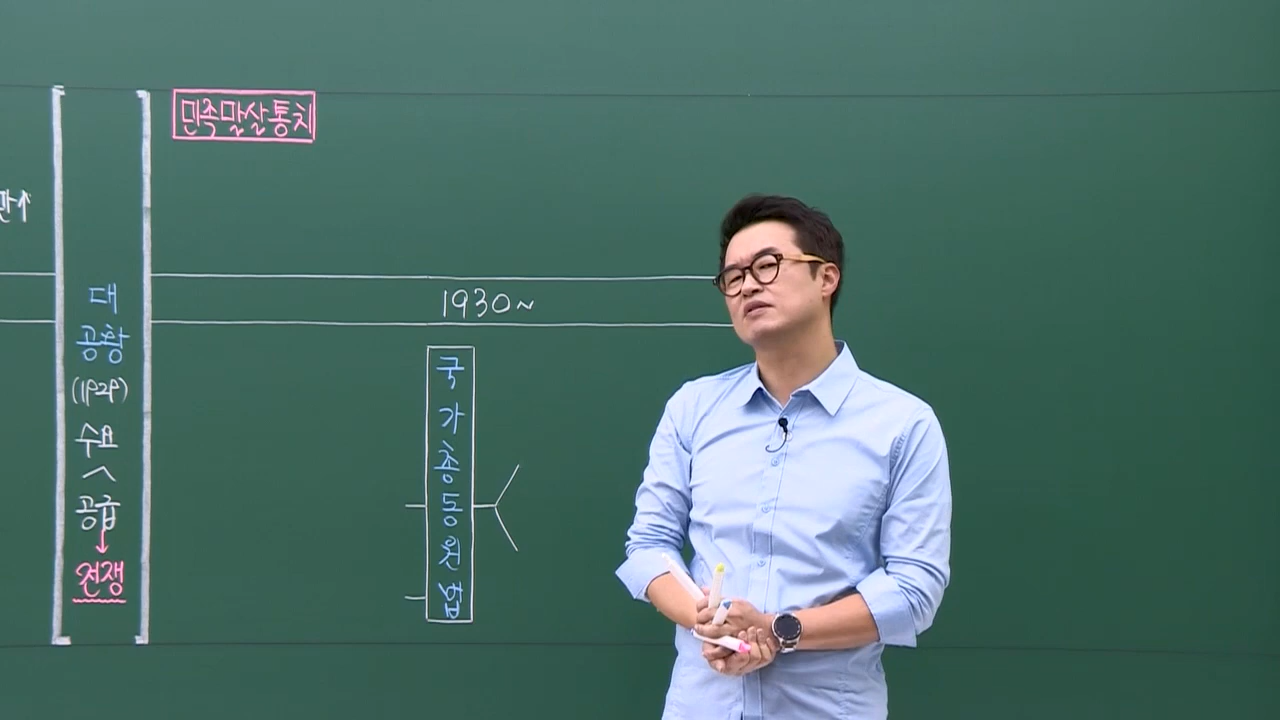 민족말살통치
만↑
1930~
대
공황
(1929)
수요
<
공급
↓
전쟁
국
가
총
동
원
법